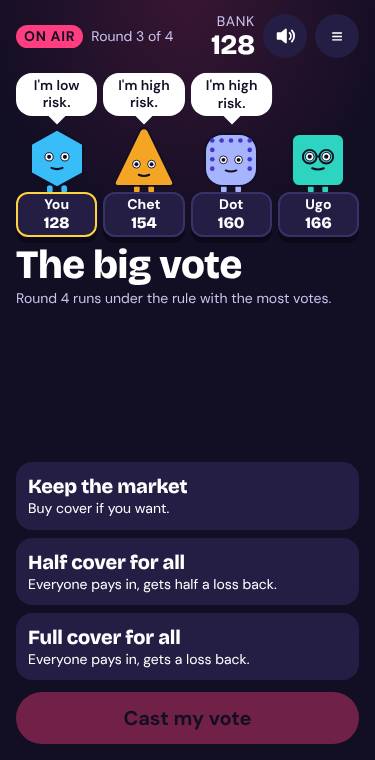 ON AIR
Round 3 of 4
BANK
128
I'm low
risk.
I'm high
risk.
I'm high
risk.
You
128
Chet
154
Dot
160
Ugo
166
The big vote
Round 4 runs under the rule with the most votes.
Keep the market
Buy cover if you want.
Half cover for all
Everyone pays in, gets half a loss back.
Full cover for all
Everyone pays in, gets a loss back.
Cast my vote